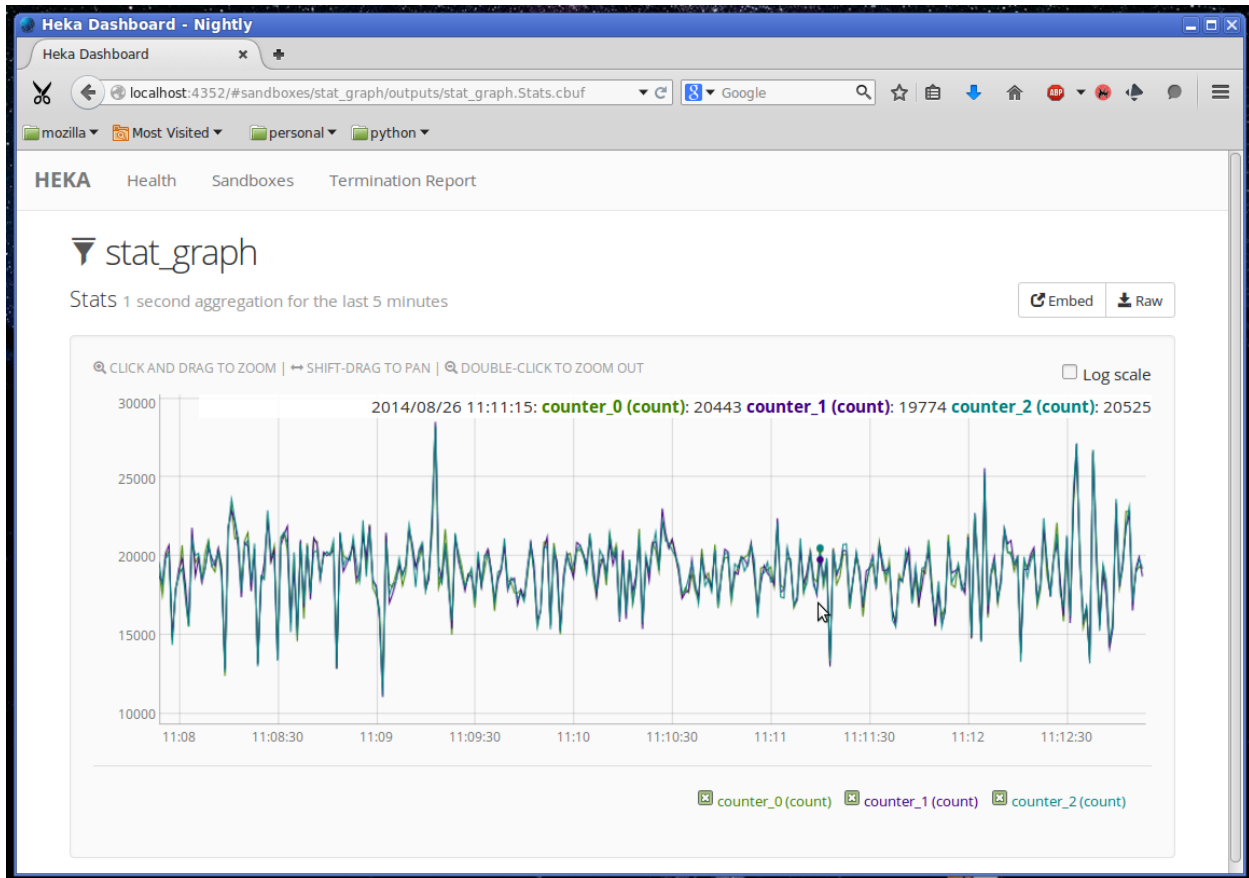 Heka Dashboard - Nightly
Heka Dashboard
localhost:4352/#sandboxes/stat_graph/outputs/stat_graph.Stats.cbuf
8 Google
ABP
mozilla Most Visited personal python
HEKA Health Sandboxes Termination Report
stat_graph
Stats 1 second aggregation for the last 5 minutes
Embed Raw
CLICK AND DRAG TO ZOOM | SHIFT-DRAG TO PAN | DOUBLE-CLICK TO ZOOM OUT
Log scale
2014/08/26 11:11:15: counter_0 (count): 20443 counter_1 (count): 19774 counter_2 (count): 20525
30000
25000
20000
15000
10000
11:08 11:08:30 11:09 11:09:30 11:10 11:10:30 11:11 11:11:30 11:12 11:12:30
counter_0 (count) counter_1 (count) counter_2 (count)